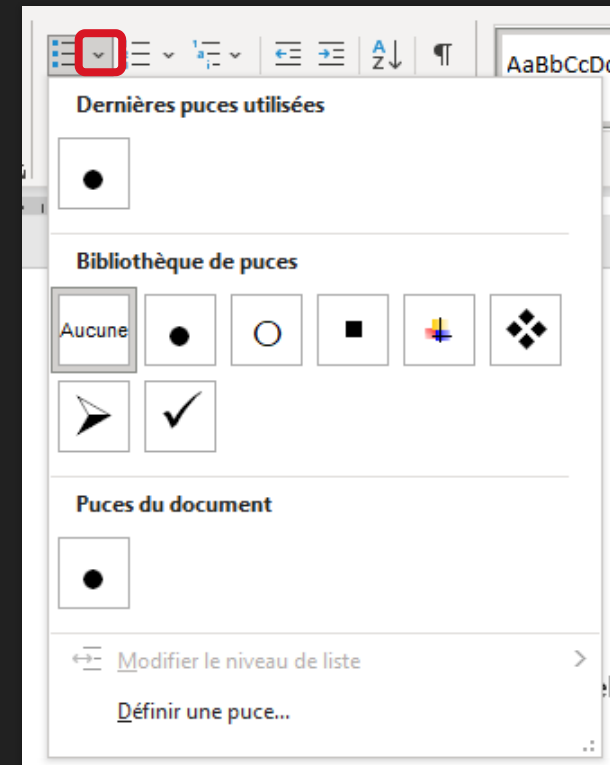 AaBbCcDc
Dernières puces utilisées
Bibliothèque de puces
Aucune
Puces du document
Modifier le niveau de liste
Définir une puce...